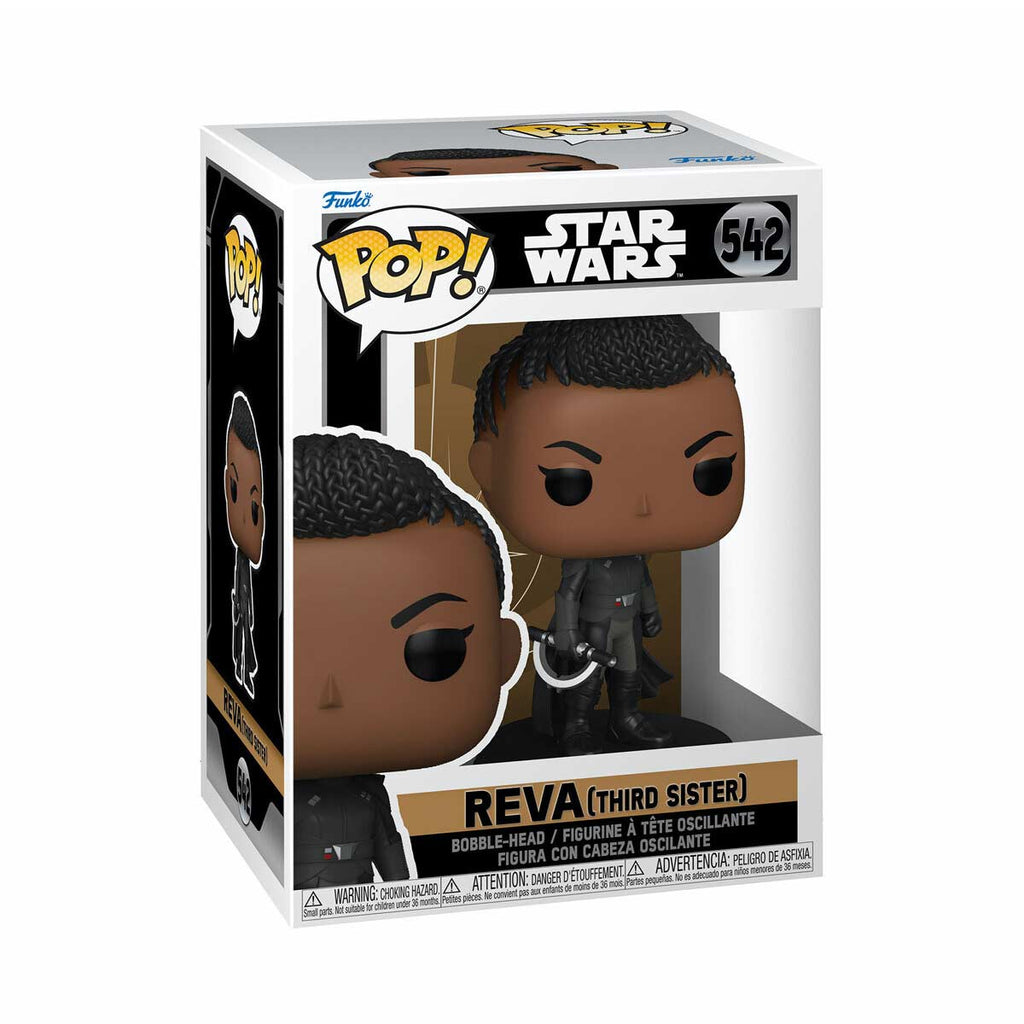 POP!
Funko
Funko
POP!®
STAR
WARS™
542
POP!
REVA (THIRD SISTER)
542
REVA (THIRD SISTER)
BOBBLE-HEAD / FIGURINE À TÊTE OSCILLANTE
FIGURA CON CABEZA OSCILANTE
WARNING: CHOKING HAZARD.
Small parts. Not suitable for children under 36 months.
ATTENTION: DANGER D'ÉTOUFFEMENT.
Petites pièces. Ne convient pas aux enfants de moins de 36 mois.
ADVERTENCIA: PELIGRO DE ASFIXIA.
Partes pequeñas. No es adecuado para niños menores de 36 meses.